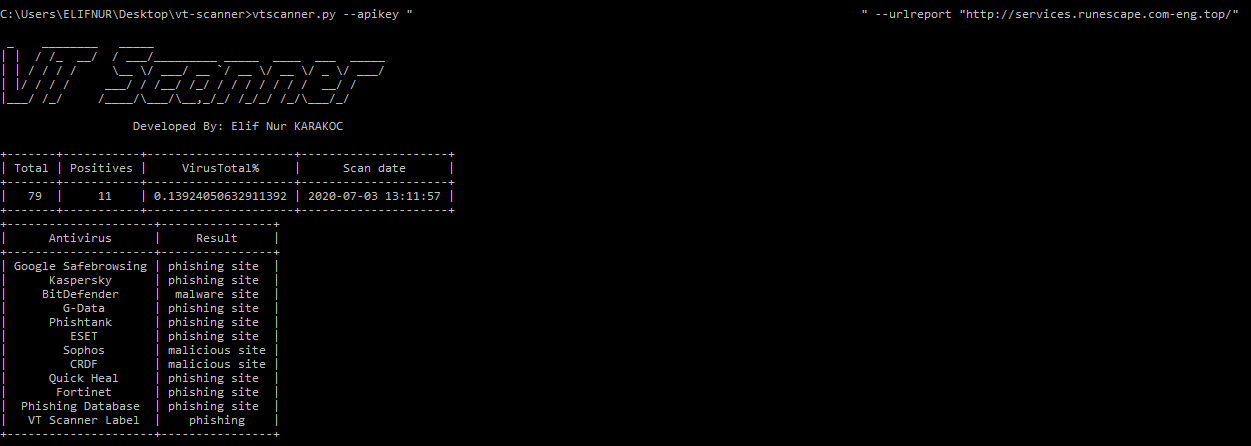 C:\Users\ELIFNUR\Desktop\vt-scanner>vtscanner.py --apikey " " --urlreport "http://services.runescape.com-eng.top/"
VT Scanner
Developed By: Elif Nur KARAKOC
| Total | Positives | VirusTotal% | Scan date |
| 79 | 11 | 0.13924050632911392 | 2020-07-03 13:11:57 |
| Antivirus | Result |
| Google Safebrowsing | phishing site |
| Kaspersky | phishing site |
| BitDefender | malware site |
| G-Data | phishing site |
| Phishtank | phishing site |
| ESET | phishing site |
| Sophos | malicious site |
| CRDF | malicious site |
| Quick Heal | phishing site |
| Fortinet | phishing site |
| Phishing Database | phishing site |
| VT Scanner Label | phishing |